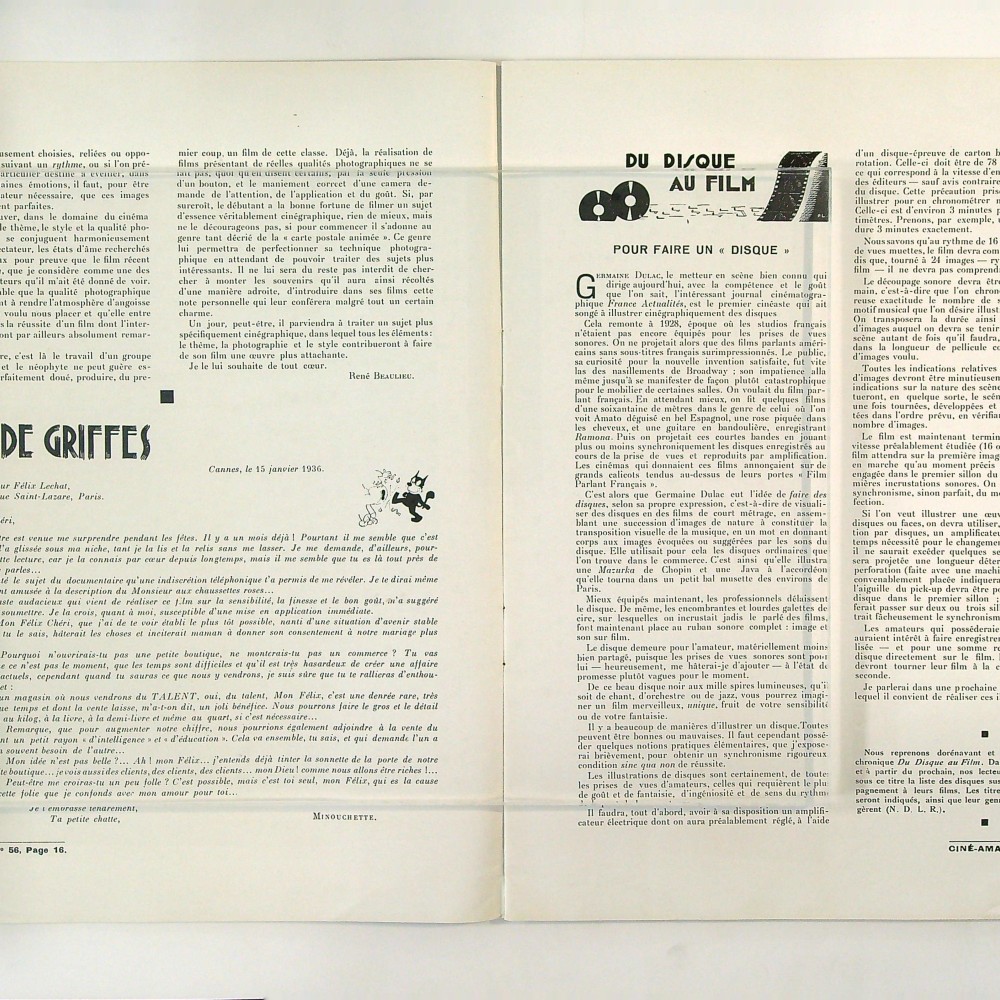 usement choisies, reliées ou oppo-
suivant un rythme, ou si l'on pré-
articulier destiné à éveiller, dans
aines émotions, il faut, pour être
ateur nécessaire, que ces images
ent parfaites.
uver, dans le domaine du cinéma
le thème, le style et la qualité pho-
se conjuguent harmonieusement
ectateur, les états d'âme recherchés
ux pour preuve que le film récent
, que je considère comme une des
teurs qu'il m'ait été donné de voir.
ble que la qualité photographique
nt à rendre l'atmosphère d'angoisse
voulu nous placer et qu'elle entre
s la réussite d'un film dont l'inter-
ont par ailleurs absolument remar-
re, c'est là le travail d'un groupe
et le néophyte ne peut guère es-
rfaitement doué, produire, du pre-
mier coup, un film de cette classe. Déjà, la réalisation de
films présentant de réelles qualités photographiques ne se
fait pas, quoi qu'en disent certains, par la seule pression
d'un bouton, et le maniement correct d'une camera de-
mande de l'attention, de l'application et du goût. Si, par
surcroît, le débutant a la bonne fortune de filmer un sujet
d'essence véritablement cinégraphique, rien de mieux, mais
ne le décourageons pas, si pour commencer il s'adonne au
genre tant décrié de la « carte postale animée ». Ce genre
lui permettra de perfectionner sa technique photogra-
phique en attendant de pouvoir traiter des sujets plus
intéressants. Il ne lui sera du reste pas interdit de cher-
cher à monter les souvenirs qu'il aura ainsi récoltés
d'une manière adroite, d'introduire dans ses films cette
note personnelle qui leur conférera malgré tout un certain
charme.
Un jour, peut-être, il parviendra à traiter un sujet plus
spécifiquement cinégraphique, dans lequel tous les éléments :
le thème, la photographie et le style contribueront à faire
de son film une œuvre plus attachante.
Je le lui souhaite de tout cœur.
René BEAULIEU.
DE GRIFFES
Cannes, le 15 janvier 1936.
ur Félix Lechat,
ue Saint-Lazare, Paris.
éri,
tre est venue me surprendre pendant les fêtes. Il y a un mois déjà ! Pourtant il me semble que c'est
l'a glissée sous ma niche, tant je la lis et la relis sans me lasser. Je me demande, d'ailleurs, pour-
tte lecture, car je la connais par cœur depuis longtemps, mais il me semble que tu es là tout près de
parles...
té le sujet du documentaire qu'une indiscrétion téléphonique t'a permis de me révéler. Je te dirai même
nt amusée à la description du Monsieur aux chaussettes roses...
aste audacieux qui vient de réaliser ce film sur la sensibilité, la finesse et le bon goût, m'a suggéré
soumettre. Je la crois, quant à moi, susceptible d'une mise en application immédiate.
Mon Félix Chéri, que j'ai de te voir établi le plus tôt possible, nanti d'une situation d'avenir stable
tu le sais, hâterait les choses et inciterait maman à donner son consentement à notre mariage plus
Pourquoi n'ouvrirais-tu pas une petite boutique, ne monterais-tu pas un commerce ? Tu vas
e ce n'est pas le moment, que les temps sont difficiles et qu'il est très hasardeux de créer une affaire
actuels, cependant quand tu sauras ce que nous y vendrons, je suis sûre que tu te rallieras d'enthou-
et :
un magasin où nous vendrons du TALENT, oui, du talent, Mon Félix, c'est une denrée rare, très
ue temps et dont la vente laisse, m'a-t-on dit, un joli bénéfice. Nous pourrons faire le gros et le détail
au kilog, à la livre, à la demi-livre et même au quart, si c'est nécessaire...
Remarque, que pour augmenter notre chiffre, nous pourrions également adjoindre à la vente du
nt un petit rayon « d'intelligence » et « d'éducation ». Cela va ensemble, tu sais, et qui demande l'un a
souvent besoin de l'autre...
Mon idée n'est pas belle ?... Ah ! mon Félix... j'entends déjà tinter la sonnette de la porte de notre
te boutique... je vois aussi des clients, des clients, des clients... mon Dieu ! comme nous allons être riches !...
Peut-être me croiras-tu un peu folle ? C'est possible, mais c'est toi seul, mon Félix, qui es la cause
cette folie que je confonds avec mon amour pour toi...
Je t'embrasse tendrement,
Ta petite chatte,
MINOUCHETTE.
° 56, Page 16.
DU DISQUE
AU FILM
POUR FAIRE UN « DISQUE »
GERMAINE DULAC, le metteur en scène bien connu qui
dirige aujourd'hui, avec la compétence et le goût
que l'on sait, l'intéressant journal cinématogra-
phique France Actualités, est le premier cinéaste qui ait
songé à illustrer cinégraphiquement des disques
Cela remonte à 1928, époque où les studios français
n'étaient pas encore équipés pour les prises de vues
sonores. On ne projetait alors que des films parlants améri-
cains sans sous-titres français surimpressionnés. Le public,
sa curiosité pour la nouvelle invention satisfaite, fut vite
las des nasillements de Broadway ; son impatience alla
même jusqu'à se manifester de façon plutôt catastrophique
pour le mobilier de certaines salles. On voulait du film par-
lant français. En attendant mieux, on fit quelques films
d'une soixantaine de mètres dans le genre de celui où l'on
voit Amato déguisé en bel Espagnol, une rose piquée dans
les cheveux, et une guitare en bandoulière, enregistrant
Ramona. Puis on projetait ces courtes bandes en jouant
plus ou moins synchroniquement les disques enregistrés au
cours de la prise de vues et reproduits par amplification.
Les cinémas qui donnaient ces films annonçaient sur de
grands calicots tendus au-dessus de leurs portes « Film
Parlant Français ».
C'est alors que Germaine Dulac eut l'idée de faire des
disques, selon sa propre expression, c'est-à-dire de visuali-
ser des disques en des films de court métrage, en assem-
blant une succession d'images de nature à constituer la
transposition visuelle de la musique, en un mot en donnant
corps aux images évoquées ou suggérées par les sons du
disque. Elle utilisait pour cela les disques ordinaires que
l'on trouve dans le commerce. C'est ainsi qu'elle illustra
une Mazurka de Chopin et une Java à l'accordéon
qu'elle tourna dans un petit bal musette des environs de
Paris.
Mieux équipés maintenant, les professionnels délaissent
le disque. De même, les encombrantes et lourdes galettes de
cire, sur lesquelles on incrustait jadis le parlé des films,
font maintenant place au ruban sonore complet : image et
son sur film.
Le disque demeure pour l'amateur, matériellement moins
bien partagé, puisque les prises de vues sonores sont pour
lui — heureusement, me hâterai-je d'ajouter — à l'état de
promesse plutôt vagues pour le moment.
De ce beau disque noir aux mille spires lumineuses, qu'il
soit de chant, d'orchestre ou de jazz, vous pourrez imagi-
ner un film merveilleux, unique, fruit de votre sensibilité
ou de votre fantaisie.
Il y a beaucoup de manières d'illustrer un disque. Toutes
peuvent être bonnes ou mauvaises. Il faut cependant possé-
der quelques notions pratiques élémentaires, que j'expose-
rai brièvement, pour obtenir un synchronisme rigoureux
condition sine qua non de réussite.
Les illustrations de disques sont certainement, de toutes
les prises de vues d'amateurs, celles qui requièrent le plus
de goût et de fantaisie, d'ingéniosité et de sens du rythme
Il faudra, tout d'abord, avoir à sa disposition un amplifi-
cateur électrique dont on aura préalablement réglé, à l'aide
d'un disque-épreuve de carton b
rotation. Celle-ci doit être de 78
ce qui correspond à la vitesse d'en
des éditeurs — sauf avis contraire
du disque. Cette précaution prise
illustrer pour en chronométrer n
Celle-ci est d'environ 3 minutes p
timètres. Prenons, par exemple, u
dure 3 minutes exactement.
Nous savons qu'au rythme de 16
de vues muettes, le film devra com
dis que, tourné à 24 images — ry
film — il ne devra pas comprend
Le découpage sonore devra être
main, c'est-à-dire que l'on chron
reuse exactitude le nombre de s
motif musical que l'on désire illust
On transposera la durée ainsi
d'images auquel on devra se tenir
scène autant de fois qu'il faudra,
dans la longueur de pellicule co
d'images voulu.
Toutes les indications relatives
d'images devront être minutieusem
indications sur la nature des scène
tueront, en quelque sorte, le scén
une fois tournées, développées et
tées dans l'ordre prévu, en vérifian
nombre d'images.
Le film est maintenant termin
vitesse préalablement étudiée (16 o
film attendra sur la première image
en marche qu'au moment précis
engagée dans le premier sillon du
mières incrustations sonores. On
synchronisme, sinon parfait, du mo
fection.
Si l'on veut illustrer une œuv
disques ou faces, on devra utiliser,
tion par disques, un amplificateur
temps nécessité pour le changemen
il ne saurait excéder quelques se
sera projetée une longueur déter
perforation (faite avec une machi
convenablement placée indiquera
l'aiguille du pick-up devra être po
disque dans le premier sillon ;
ferait passer sur deux ou trois sil
trait fâcheusement le synchronism
Les amateurs qui posséderaie
auraient intérêt à faire enregistrer
lisée — et pour une somme re
disque directement sur le film. I
devront tourner leur film à la c
seconde.
Je parlerai dans une prochaine
lequel il convient de réaliser ces i
Nous reprenons dorénavant et
chronique Du Disque au Film. Da
et à partir du prochain, nos lecte
sous ce titre la liste des disques sus
pagnement à leurs films. Les titre
seront indiqués, ainsi que leur gen
gèrent (N. D. L. R.).
CINÉ-AMA